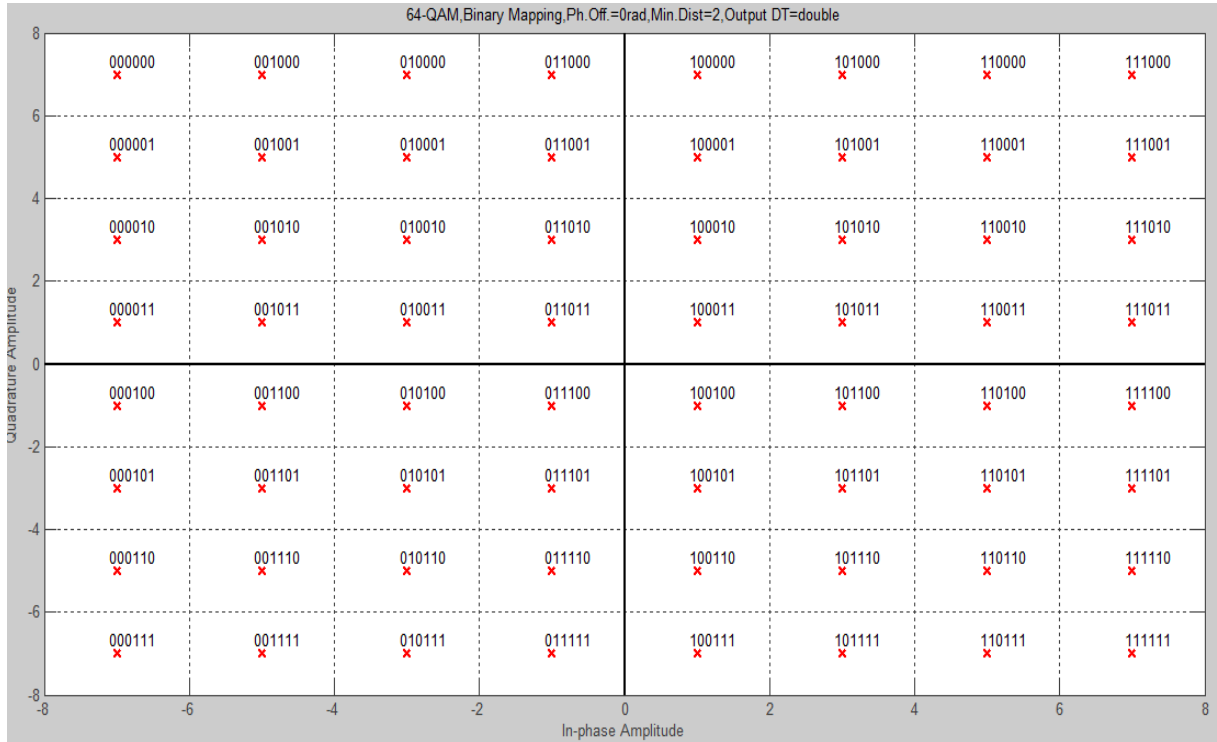 64-QAM,Binary Mapping,Ph.Off.=0rad,Min.Dist=2,Output DT=double
8
000000 001000 010000 011000 100000 101000 110000 111000
6
000001 001001 010001 011001 100001 101001 110001 111001
4
000010 001010 010010 011010 100010 101010 110010 111010
2
000011 001011 010011 011011 100011 101011 110011 111011
Quadrature Amplitude
0
000100 001100 010100 011100 100100 101100 110100 111100
-2
000101 001101 010101 011101 100101 101101 110101 111101
-4
000110 001110 010110 011110 100110 101110 110110 111110
-6
000111 001111 010111 011111 100111 101111 110111 111111
-8
-8 -6 -4 -2 0 2 4 6 8
In-phase Amplitude